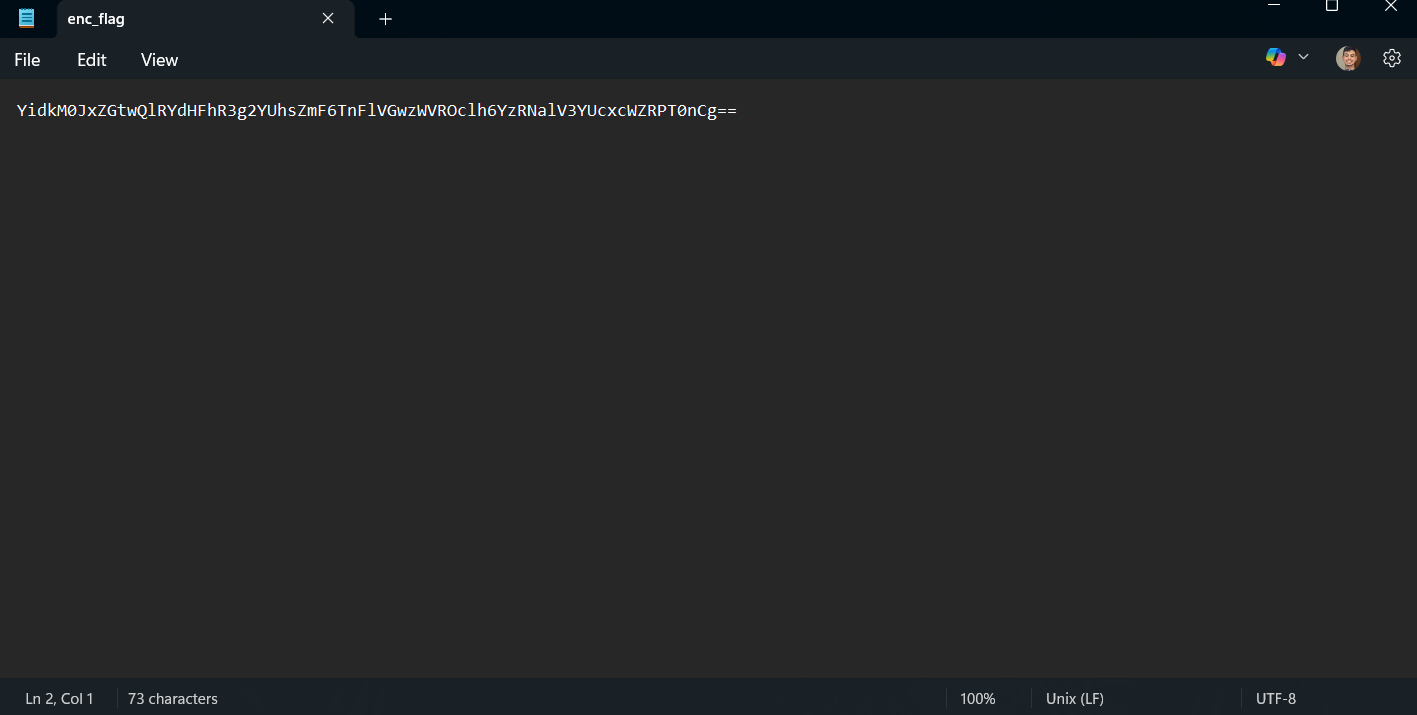 enc_flag
File Edit View
YidkM0JxZGtwQlRYdHFhR3g2YUhsZmF6TnFlVGwzWVROclh6YzRNalV3YUcxcWZRPT0nCg==
Ln 2, Col 1 73 characters 100% Unix (LF) UTF-8